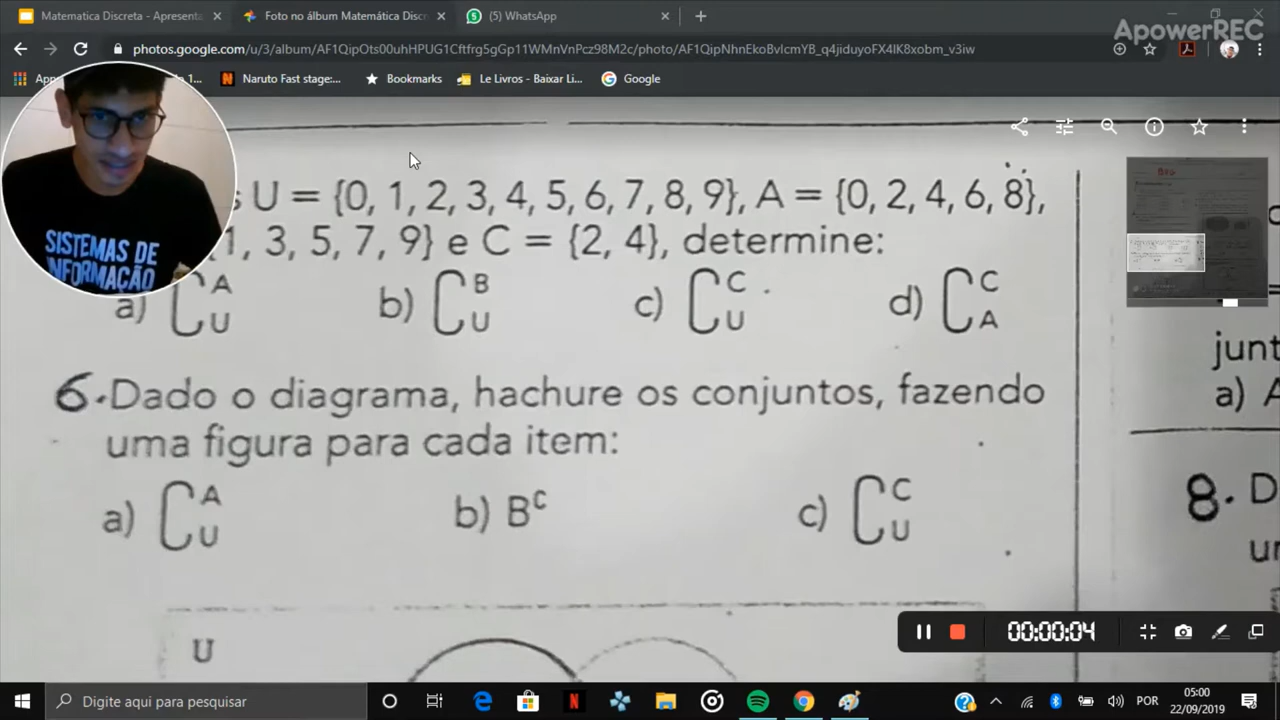 Matematica Discreta - Apresenta
Foto no álbum Matemática Discr
(5) WhatsApp
ApowerREC
photos.google.com/u/3/album/AF1QipOts00uhHPUG1Cftfrg5gGp11WMnVnPcz98M2c/photo/AF1QipNhnEkoBvlcmYB_q4jiduyoFX4lK8xobm_v3iw
Naruto Fast stage:...
Bookmarks
Le Livros - Baixar Li...
Google
U = {0, 1, 2, 3, 4, 5, 6, 7, 8, 9}, A = {0, 2, 4, 6, 8},
1, 3, 5, 7, 9} e C = {2, 4}, determine:
a) C A U b) C B U c) C C U d) C C A
6. Dado o diagrama, hachure os conjuntos, fazendo
uma figura para cada item:
a) C A U b) Bᶜ c) C C U
U
junt
a) A
8. D
SISTEMAS DE
INFORMAÇÃO
00:00:04
Digite aqui para pesquisar
POR
05:00
22/09/2019